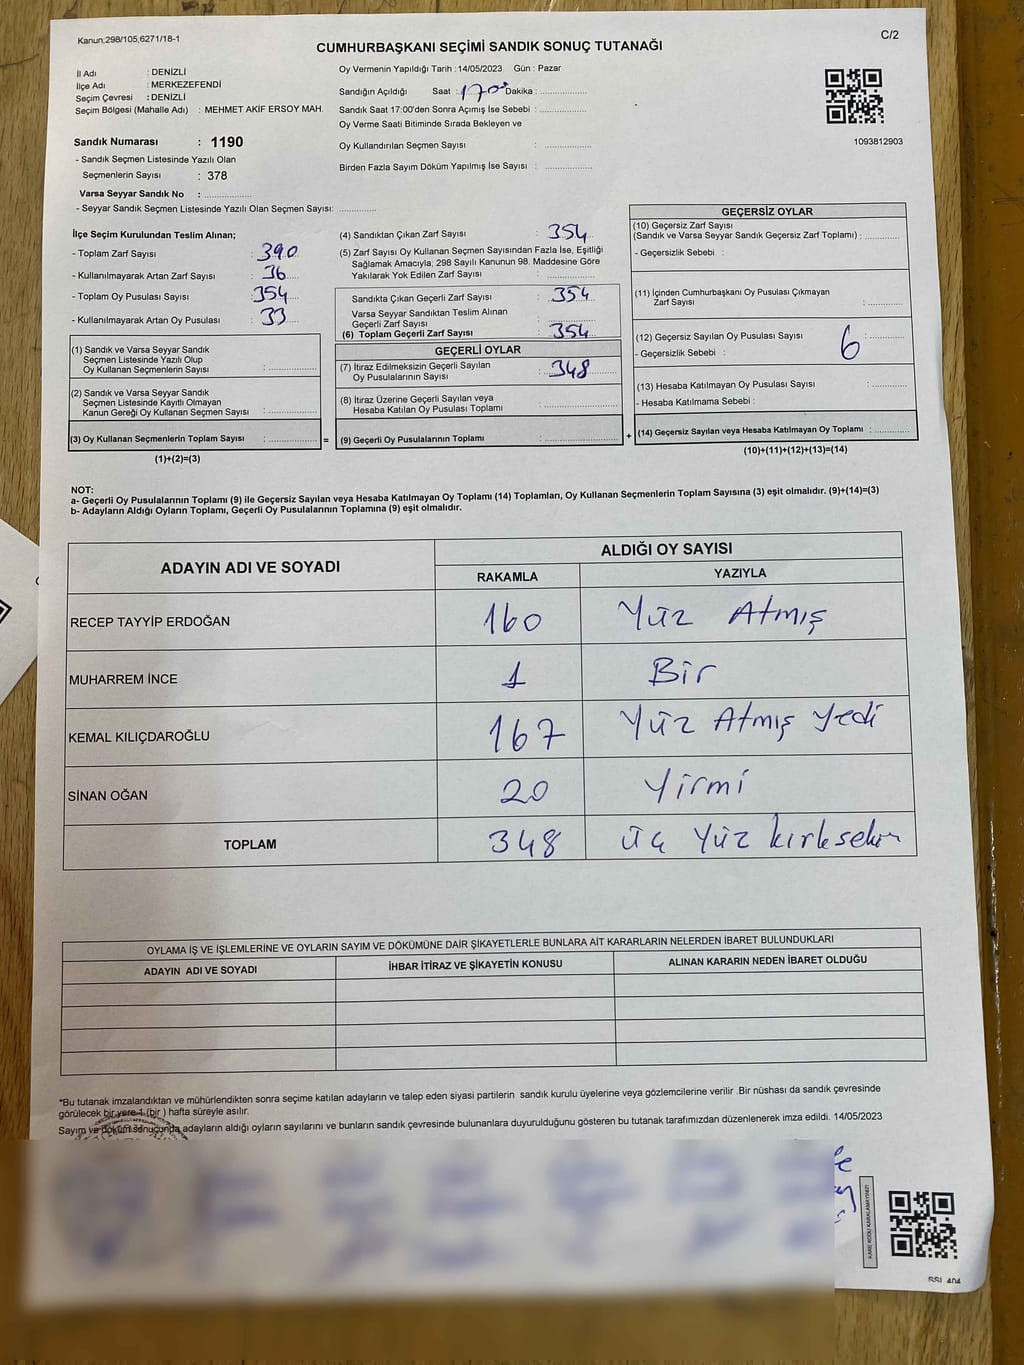 Kanun;298/105,6271/18-1
C/2
CUMHURBAŞKANI SEÇİMİ SANDIK SONUÇ TUTANAĞI
İl Adı : DENİZLİ
İlçe Adı : MERKEZEFENDİ
Seçim Çevresi : DENİZLİ
Seçim Bölgesi (Mahalle Adı) : MEHMET AKİF ERSOY MAH.
Sandık Numarası : 1190
- Sandık Seçmen Listesinde Yazılı Olan
Seçmenlerin Sayısı : 378
Varsa Seyyar Sandık No : ................
- Seyyar Sandık Seçmen Listesinde Yazılı Olan Seçmen Sayısı: ............
Oy Vermenin Yapıldığı Tarih : 14/05/2023 Gün : Pazar
Sandığın Açıldığı Saat : 17 00 Dakika : ................
Sandık Saat 17:00'den Sonra Açımış İse Sebebi : ................
Oy Verme Saati Bitiminde Sırada Bekleyen ve
Oy Kullandırılan Seçmen Sayısı : ................
Birden Fazla Sayım Döküm Yapılmış İse Sayısı : ................
1093812903
İlçe Seçim Kurulundan Teslim Alınan;
- Toplam Zarf Sayısı : 390
- Kullanılmayarak Artan Zarf Sayısı : 36
- Toplam Oy Pusulası Sayısı : 354
- Kullanılmayarak Artan Oy Pusulası : 33
(1) Sandık ve Varsa Seyyar Sandık
Seçmen Listesinde Yazılı Olup
Oy Kullanan Seçmenlerin Sayısı : ................
(2) Sandık ve Varsa Seyyar Sandık
Seçmen Listesinde Kayıtlı Olmayan
Kanun Gereği Oy Kullanan Seçmen Sayısı : ................
(3) Oy Kullanan Seçmenlerin Toplam Sayısı : ................ =
(1)+(2)=(3)
(4) Sandıktan Çıkan Zarf Sayısı : 354
(5) Zarf Sayısı Oy Kullanan Seçmen Sayısından Fazla İse, Eşitliği
Sağlamak Amacıyla; 298 Sayılı Kanunun 98. Maddesine Göre
Yakılarak Yok Edilen Zarf Sayısı : ................
Sandıkta Çıkan Geçerli Zarf Sayısı : 354
Varsa Seyyar Sandıktan Teslim Alınan
Geçerli Zarf Sayısı : ................
(6) Toplam Geçerli Zarf Sayısı : 354
GEÇERLİ OYLAR
(7) İtiraz Edilmeksizin Geçerli Sayılan
Oy Pusulalarının Sayısı : 348
(8) İtiraz Üzerine Geçerli Sayılan veya
Hesaba Katılan Oy Pusulası Toplamı : ................
(9) Geçerli Oy Pusulalarının Toplamı : ................ +
GEÇERSİZ OYLAR
(10) Geçersiz Zarf Sayısı
(Sandık ve Varsa Seyyar Sandık Geçersiz Zarf Toplamı) : ............
- Geçersizlik Sebebi :
(11) İçinden Cumhurbaşkanı Oy Pusulası Çıkmayan
Zarf Sayısı : ............
(12) Geçersiz Sayılan Oy Pusulası Sayısı : 6
- Geçersizlik Sebebi :
(13) Hesaba Katılmayan Oy Pusulası Sayısı : ............
- Hesaba Katılmama Sebebi :
(14) Geçersiz Sayılan veya Hesaba Katılmayan Oy Toplamı : ............
(10)+(11)+(12)+(13)=(14)
NOT:
a- Geçerli Oy Pusulalarının Toplamı (9) ile Geçersiz Sayılan veya Hesaba Katılmayan Oy Toplamı (14) Toplamları, Oy Kullanan Seçmenlerin Toplam Sayısına (3) eşit olmalıdır. (9)+(14)=(3)
b- Adayların Aldığı Oyların Toplamı, Geçerli Oy Pusulalarının Toplamına (9) eşit olmalıdır.
ADAYIN ADI VE SOYADI
ALDIĞI OY SAYISI
RAKAMLA YAZIYLA
RECEP TAYYİP ERDOĞAN 160 Yüz Atmış
MUHARREM İNCE 1 Bir
KEMAL KILIÇDAROĞLU 167 Yüz Atmış Yedi
SİNAN OĞAN 20 Yirmi
TOPLAM 348 üç Yüz kırksekin
OYLAMA İŞ VE İŞLEMLERİNE VE OYLARIN SAYIM VE DÖKÜMÜNE DAİR ŞİKAYETLERLE BUNLARA AİT KARARLARIN NELERDEN İBARET BULUNDUKLARI
ADAYIN ADI VE SOYADI İHBAR İTİRAZ VE ŞİKAYETİN KONUSU ALINAN KARARIN NEDEN İBARET OLDUĞU
*Bu tutanak imzalandıktan ve mühürlendikten sonra seçime katılan adayların ve talep eden siyasi partilerin sandık kurulu üyelerine veya gözlemcilerine verilir .Bir nüshası da sandık çevresinde
görülecek bir yere 1 (bir ) hafta süreyle asılır.
Sayım ve döküm sonucunda adayların aldığı oyların sayılarını ve bunların sandık çevresinde bulunanlara duyurulduğunu gösteren bu tutanak tarafımızdan düzenlenerek imza edildi. 14/05/2023
KARE KODU KARALAMAYINIZ!